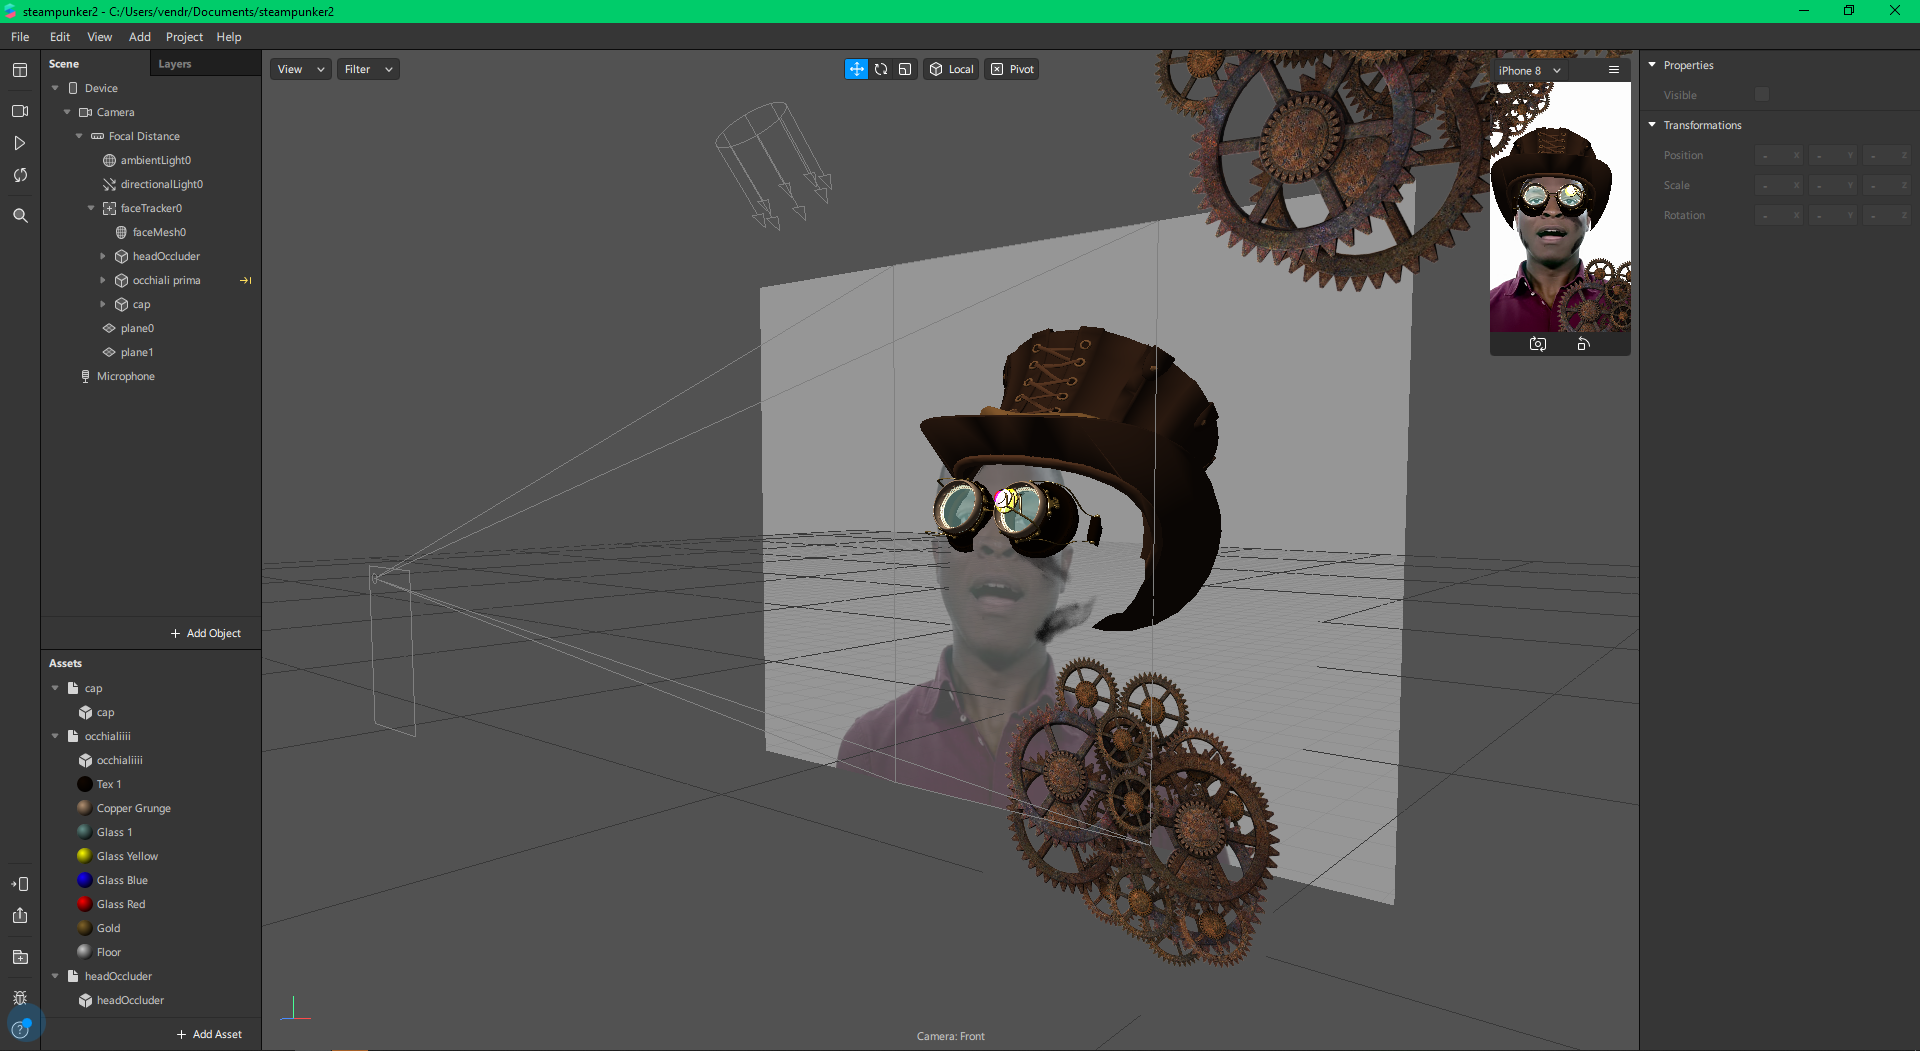 steampunker2 - C:/Users/vendr/Documents/steampunker2
File Edit View Add Project Help
Scene Layers
Device
Camera
Focal Distance
ambientLight0
directionalLight0
faceTracker0
faceMesh0
headOccluder
occhiali prima
cap
plane0
plane1
Microphone
+ Add Object
Assets
cap
cap
occhialiiii
occhialiiii
Tex 1
Copper Grunge
Glass 1
Glass Yellow
Glass Blue
Glass Red
Gold
Floor
headOccluder
headOccluder
+ Add Asset
View Filter
Local Pivot
Camera: Front
iPhone 8
Properties
Visible
Transformations
Position - X - Y - Z
Scale - X - Y - Z
Rotation - X - Y - Z